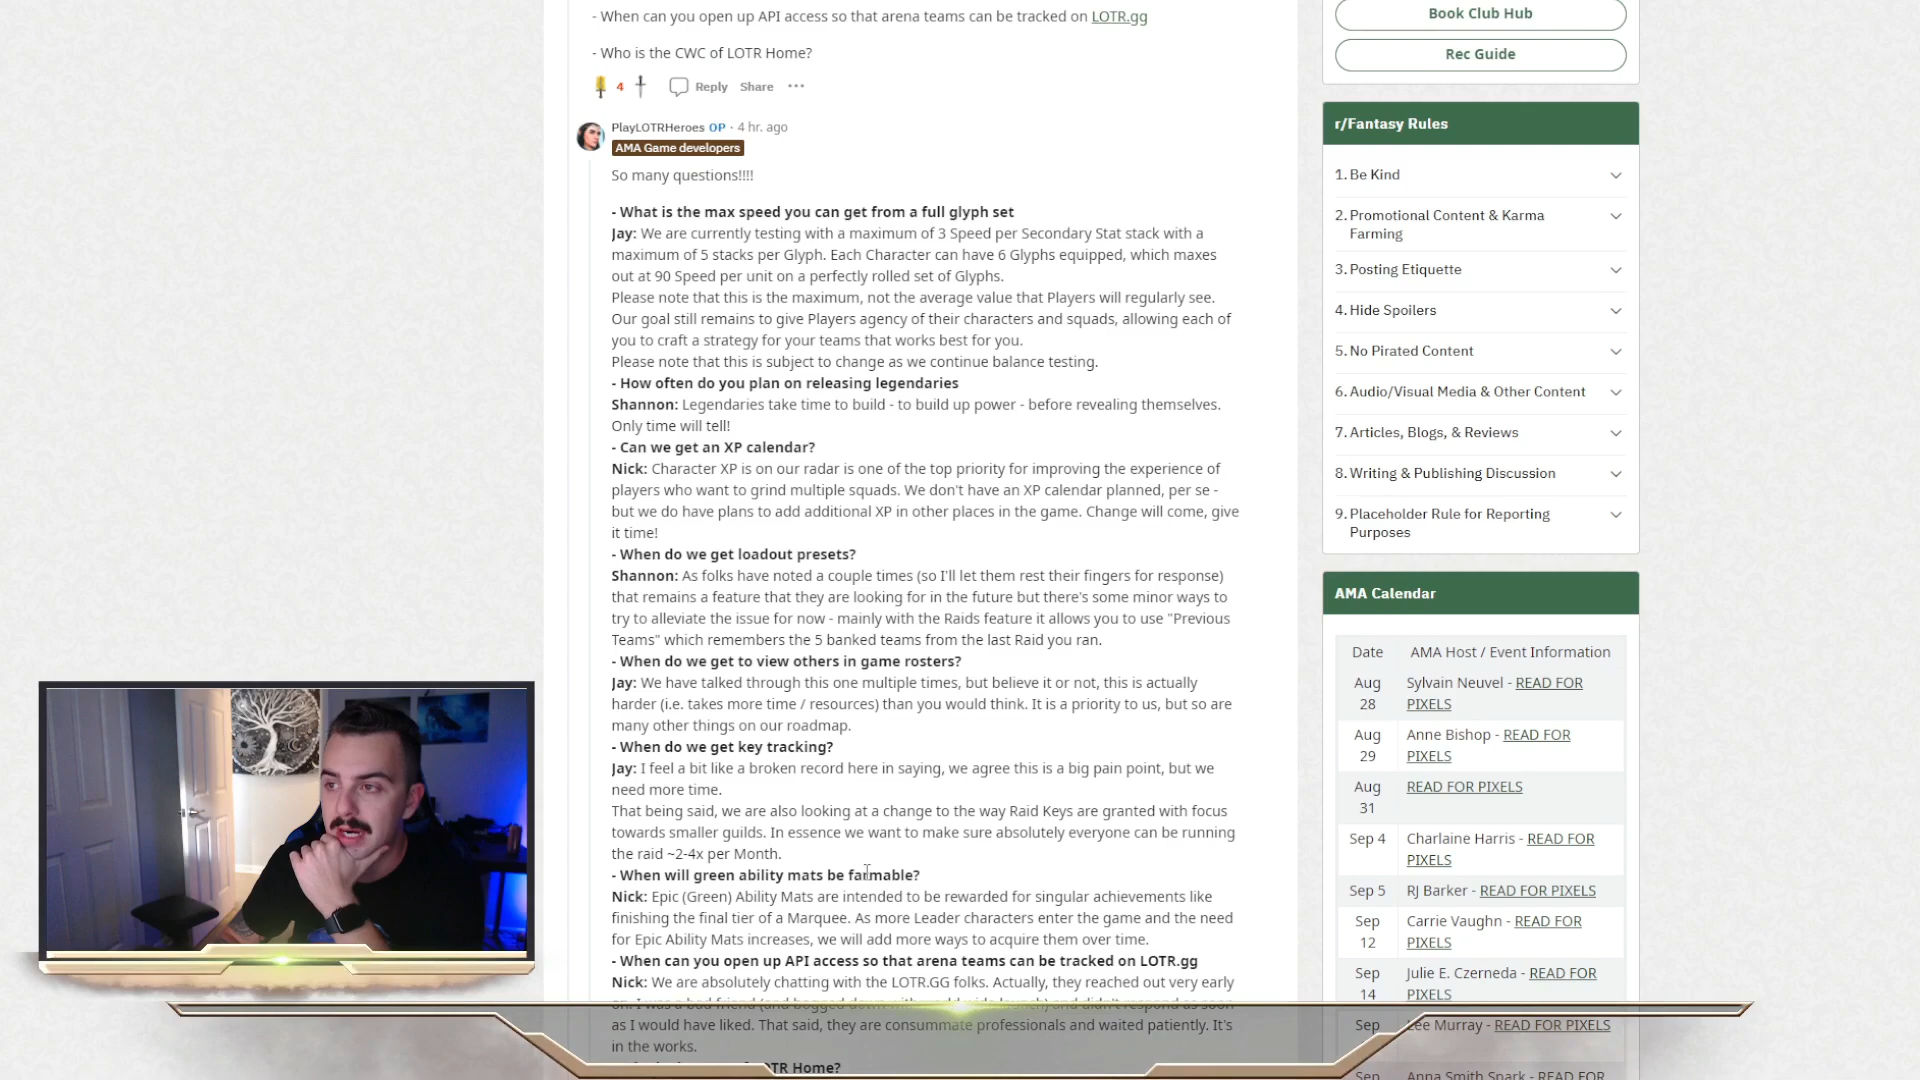 - When can you open up API access so that arena teams can be tracked on LOTR.gg
- Who is the CWC of LOTR Home?
4 Reply Share ···
PlayLOTRHeroes OP · 4 hr. ago
AMA Game developers
So many questions!!!!
- What is the max speed you can get from a full glyph set
Jay: We are currently testing with a maximum of 3 Speed per Secondary Stat stack with a
maximum of 5 stacks per Glyph. Each Character can have 6 Glyphs equipped, which maxes
out at 90 Speed per unit on a perfectly rolled set of Glyphs.
Please note that this is the maximum, not the average value that Players will regularly see.
Our goal still remains to give Players agency of their characters and squads, allowing each of
you to craft a strategy for your teams that works best for you.
Please note that this is subject to change as we continue balance testing.
- How often do you plan on releasing legendaries
Shannon: Legendaries take time to build - to build up power - before revealing themselves.
Only time will tell!
- Can we get an XP calendar?
Nick: Character XP is on our radar is one of the top priority for improving the experience of
players who want to grind multiple squads. We don't have an XP calendar planned, per se -
but we do have plans to add additional XP in other places in the game. Change will come, give
it time!
- When do we get loadout presets?
Shannon: As folks have noted a couple times (so I'll let them rest their fingers for response)
that remains a feature that they are looking for in the future but there's some minor ways to
try to alleviate the issue for now - mainly with the Raids feature it allows you to use "Previous
Teams" which remembers the 5 banked teams from the last Raid you ran.
- When do we get to view others in game rosters?
Jay: We have talked through this one multiple times, but believe it or not, this is actually
harder (i.e. takes more time / resources) than you would think. It is a priority to us, but so are
many other things on our roadmap.
- When do we get key tracking?
Jay: I feel a bit like a broken record here in saying, we agree this is a big pain point, but we
need more time.
That being said, we are also looking at a change to the way Raid Keys are granted with focus
towards smaller guilds. In essence we want to make sure absolutely everyone can be running
the raid ~2-4x per Month.
- When will green ability mats be farmable?
Nick: Epic (Green) Ability Mats are intended to be rewarded for singular achievements like
finishing the final tier of a Marquee. As more Leader characters enter the game and the need
for Epic Ability Mats increases, we will add more ways to acquire them over time.
- When can you open up API access so that arena teams can be tracked on LOTR.gg
Nick: We are absolutely chatting with the LOTR.GG folks. Actually, they reached out very early
as I would have liked. That said, they are consummate professionals and waited patiently. It's
in the works.
LOTR Home?
Book Club Hub
Rec Guide
r/Fantasy Rules
1. Be Kind
2. Promotional Content & Karma
Farming
3. Posting Etiquette
4. Hide Spoilers
5. No Pirated Content
6. Audio/Visual Media & Other Content
7. Articles, Blogs, & Reviews
8. Writing & Publishing Discussion
9. Placeholder Rule for Reporting
Purposes
AMA Calendar
Date AMA Host / Event Information
Aug 28 Sylvain Neuvel - READ FOR
PIXELS
Aug 29 Anne Bishop - READ FOR
PIXELS
Aug 31 READ FOR PIXELS
Sep 4 Charlaine Harris - READ FOR
PIXELS
Sep 5 RJ Barker - READ FOR PIXELS
Sep 12 Carrie Vaughn - READ FOR
PIXELS
Sep 14 Julie E. Czerneda - READ FOR
PIXELS
Sep Lee Murray - READ FOR PIXELS
Sep Anna Smith Spark - READ FOR